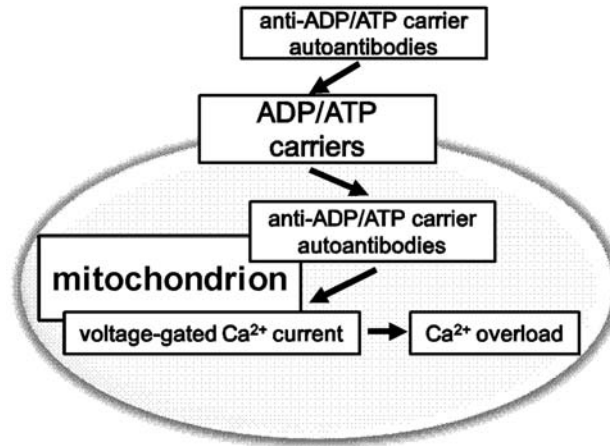 anti-ADP/ATP carrier
autoantibodies
ADP/ATP
carriers
anti-ADP/ATP carrier
autoantibodies
mitochondrion
voltage-gated Ca²⁺ current
Ca²⁺ overload